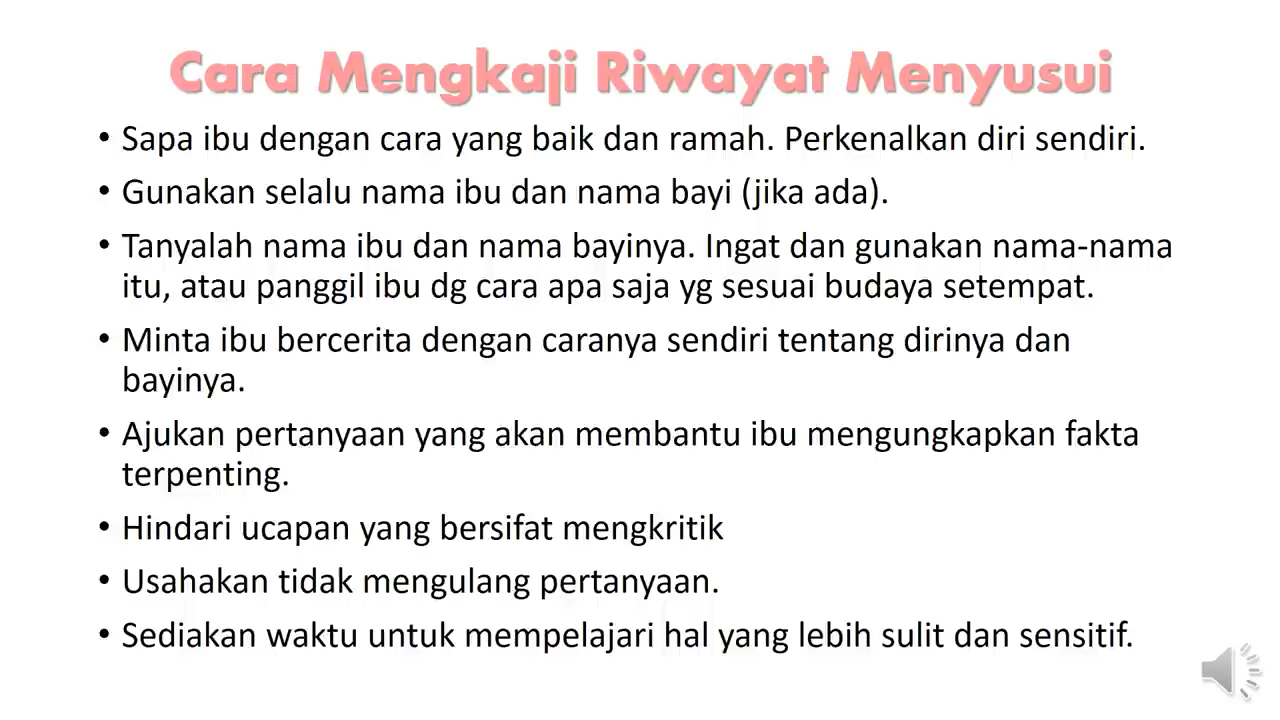 Cara Mengkaji Riwayat Menyusui
• Sapa ibu dengan cara yang baik dan ramah. Perkenalkan diri sendiri.
• Gunakan selalu nama ibu dan nama bayi (jika ada).
• Tanyalah nama ibu dan nama bayinya. Ingat dan gunakan nama-nama
itu, atau panggil ibu dg cara apa saja yg sesuai budaya setempat.
• Minta ibu bercerita dengan caranya sendiri tentang dirinya dan
bayinya.
• Ajukan pertanyaan yang akan membantu ibu mengungkapkan fakta
terpenting.
• Hindari ucapan yang bersifat mengkritik
• Usahakan tidak mengulang pertanyaan.
• Sediakan waktu untuk mempelajari hal yang lebih sulit dan sensitif.